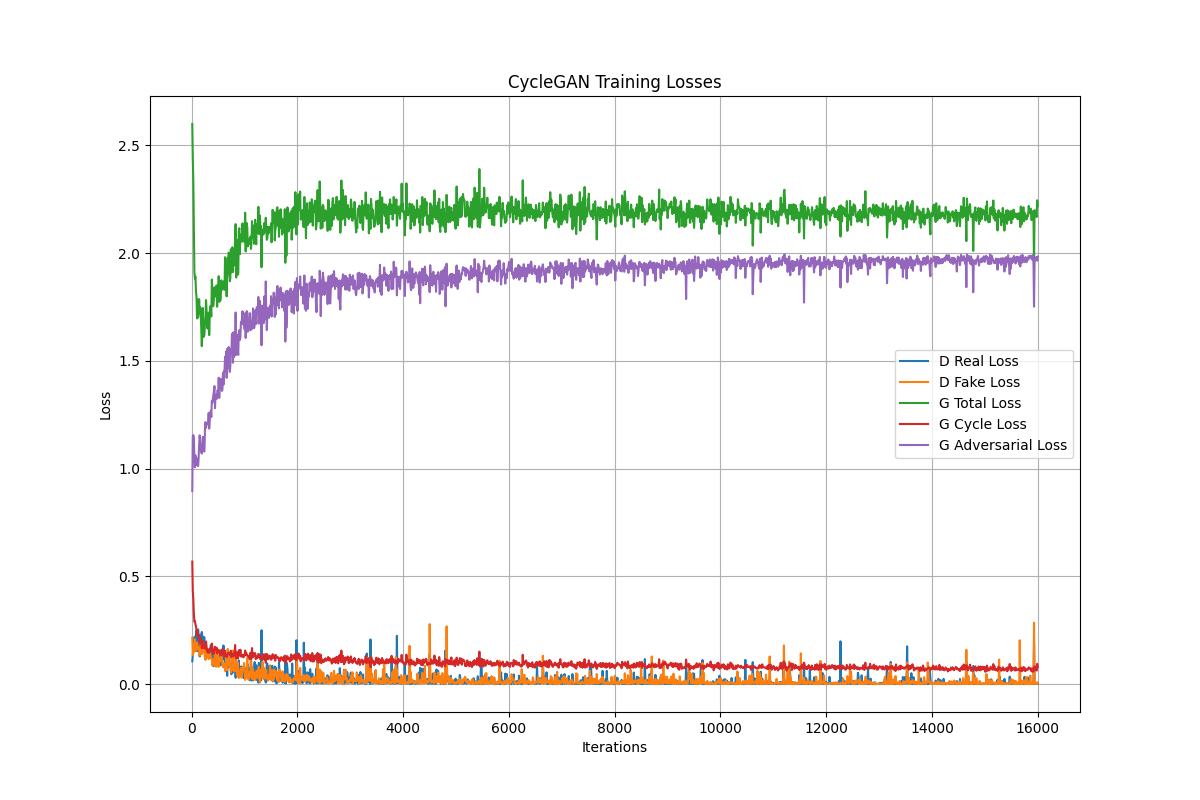 CycleGAN Training Losses
2.5
2.0
1.5
1.0
0.5
0.0
Loss
D Real Loss
D Fake Loss
G Total Loss
G Cycle Loss
G Adversarial Loss
0 2000 4000 6000 8000 10000 12000 14000 16000
Iterations